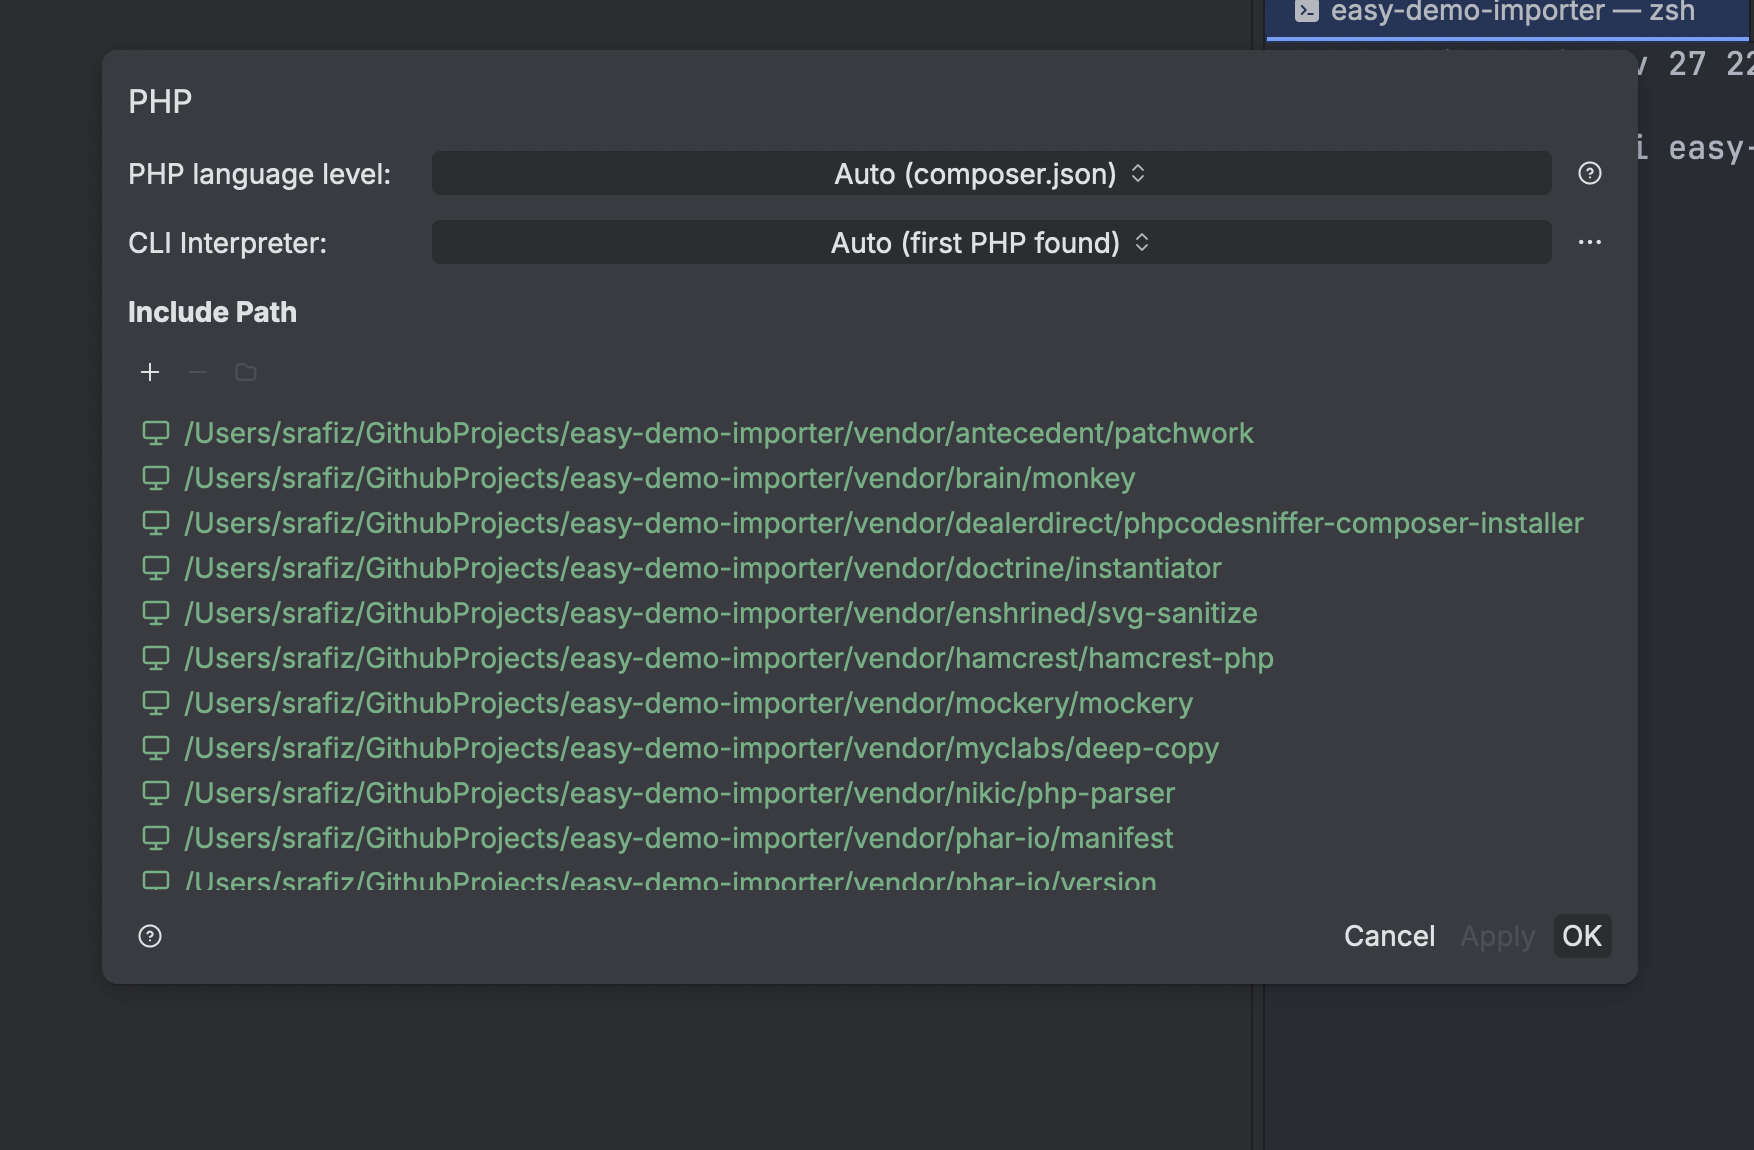 easy-demo-importer — zsh
27 22
i easy-
PHP
PHP language level: Auto (composer.json)
CLI Interpreter: Auto (first PHP found)
Include Path
/Users/srafiz/GithubProjects/easy-demo-importer/vendor/antecedent/patchwork
/Users/srafiz/GithubProjects/easy-demo-importer/vendor/brain/monkey
/Users/srafiz/GithubProjects/easy-demo-importer/vendor/dealerdirect/phpcodesniffer-composer-installer
/Users/srafiz/GithubProjects/easy-demo-importer/vendor/doctrine/instantiator
/Users/srafiz/GithubProjects/easy-demo-importer/vendor/enshrined/svg-sanitize
/Users/srafiz/GithubProjects/easy-demo-importer/vendor/hamcrest/hamcrest-php
/Users/srafiz/GithubProjects/easy-demo-importer/vendor/mockery/mockery
/Users/srafiz/GithubProjects/easy-demo-importer/vendor/myclabs/deep-copy
/Users/srafiz/GithubProjects/easy-demo-importer/vendor/nikic/php-parser
/Users/srafiz/GithubProjects/easy-demo-importer/vendor/phar-io/manifest
/Users/srafiz/GithubProjects/easy-demo-importer/vendor/phar-io/version
Cancel Apply OK